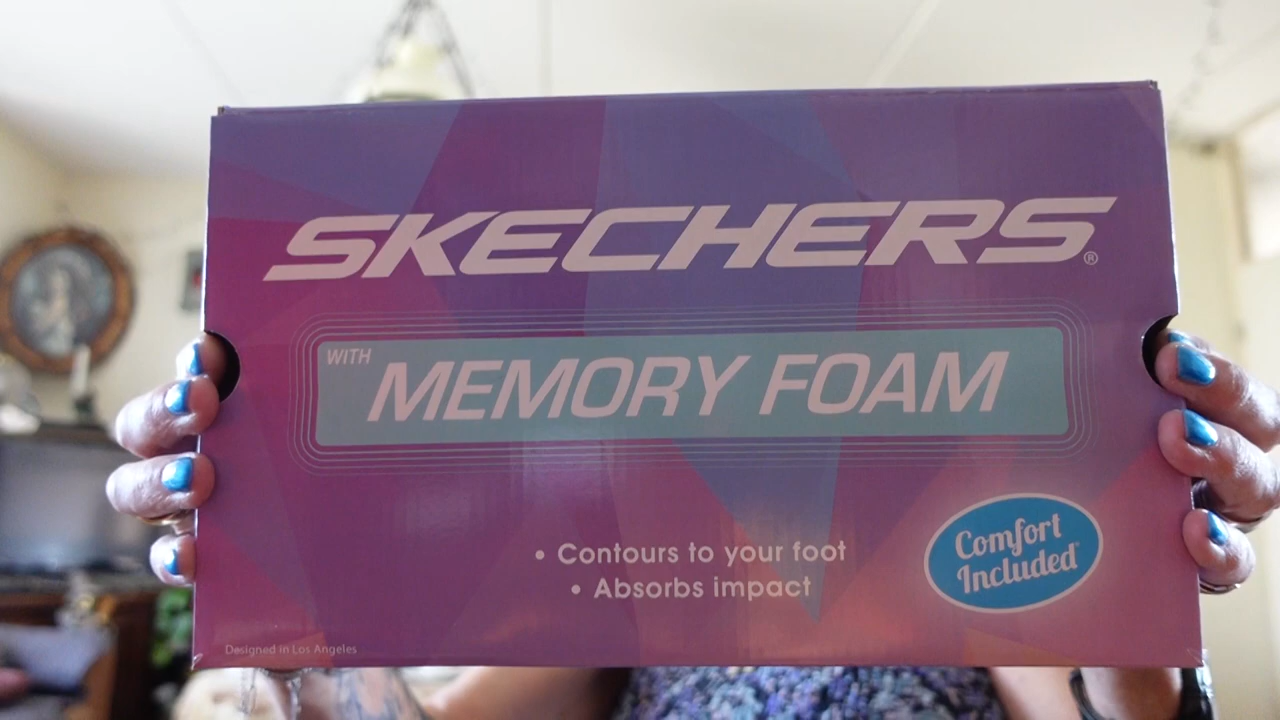 SKECHERS®
WITH MEMORY FOAM
• Contours to your foot
• Absorbs impact
Comfort
Included
Designed in Los Angeles